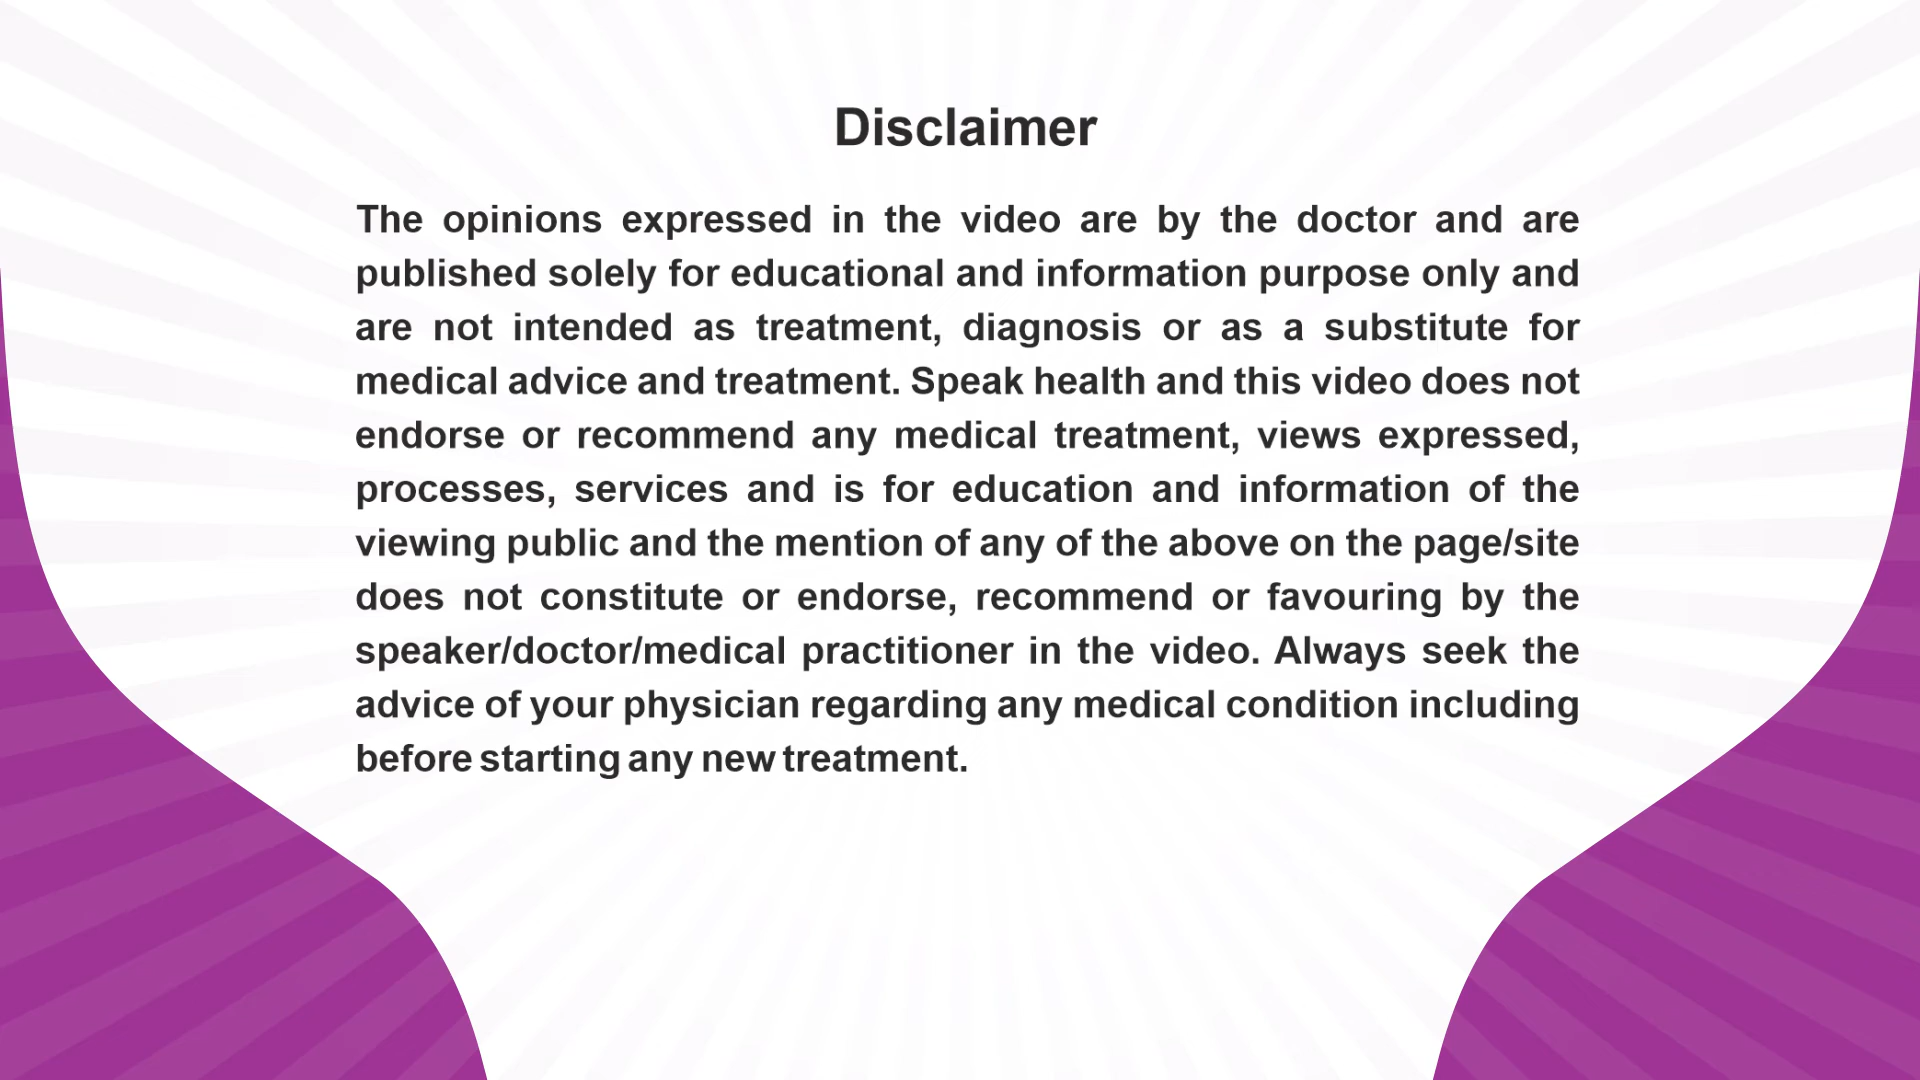 Disclaimer
The opinions expressed in the video are by the doctor and are
published solely for educational and information purpose only and
are not intended as treatment, diagnosis or as a substitute for
medical advice and treatment. Speak health and this video does not
endorse or recommend any medical treatment, views expressed,
processes, services and is for education and information of the
viewing public and the mention of any of the above on the page/site
does not constitute or endorse, recommend or favouring by the
speaker/doctor/medical practitioner in the video. Always seek the
advice of your physician regarding any medical condition including
before starting any new treatment.